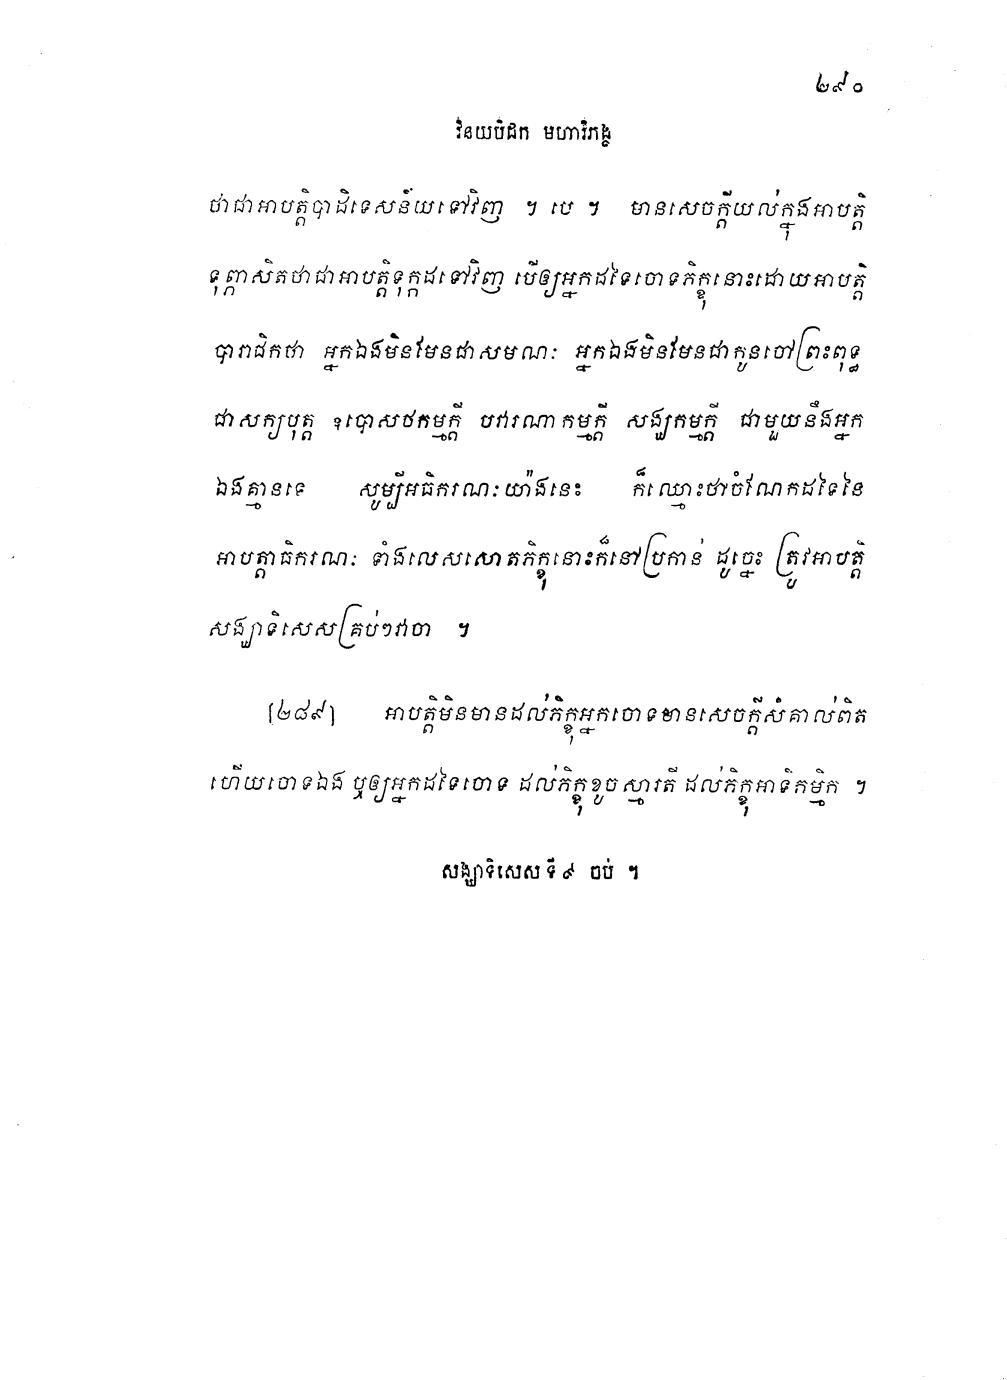 ២៩០
វិនយបិដក មហាវិភង្គ
ថាជាអាបត្តិបាដិទេសនីយទៅវិញ ។ បេ ។ មានសេចក្តីយល់ក្នុងអាបត្តិ
ទុព្ភាសិតថាជាអាបត្តិទុក្កដទៅវិញ បើឲ្យអ្នកដទៃចោទភិក្ខុនោះដោយអាបត្តិ
បារាជិកថា អ្នកឯងមិនមែនជាសមណៈ អ្នកឯងមិនមែនជាកូនចៅព្រះពុទ្ធ
ជាសក្យបុត្ត ឧបោសថកម្មក្តី បវារណាកម្មក្តី សង្ឃកម្មក្តី ជាមួយនឹងអ្នក
ឯងគ្មានទេ សូម្បីអធិករណៈយ៉ាងនេះ ក៏ឈ្មោះថាចំណែកដទៃនៃ
អាបត្តាធិករណៈ ទាំងលេសសោតភិក្ខុនោះក៏នៅប្រកាន់ ដូច្នេះ ត្រូវអាបត្តិ
សង្ឃាទិសេសគ្រប់ៗវាចា ។
[២៨៩] អាបត្តិមិនមានដល់ភិក្ខុអ្នកចោទមានសេចក្តីសំគាល់ពិត
ហើយចោទឯង ឬឲ្យអ្នកដទៃចោទ ដល់ភិក្ខុខូចស្មារតី ដល់ភិក្ខុអាទិកម្មិក ។
សង្ឃាទិសេស ទី ៩ ចប់ ។